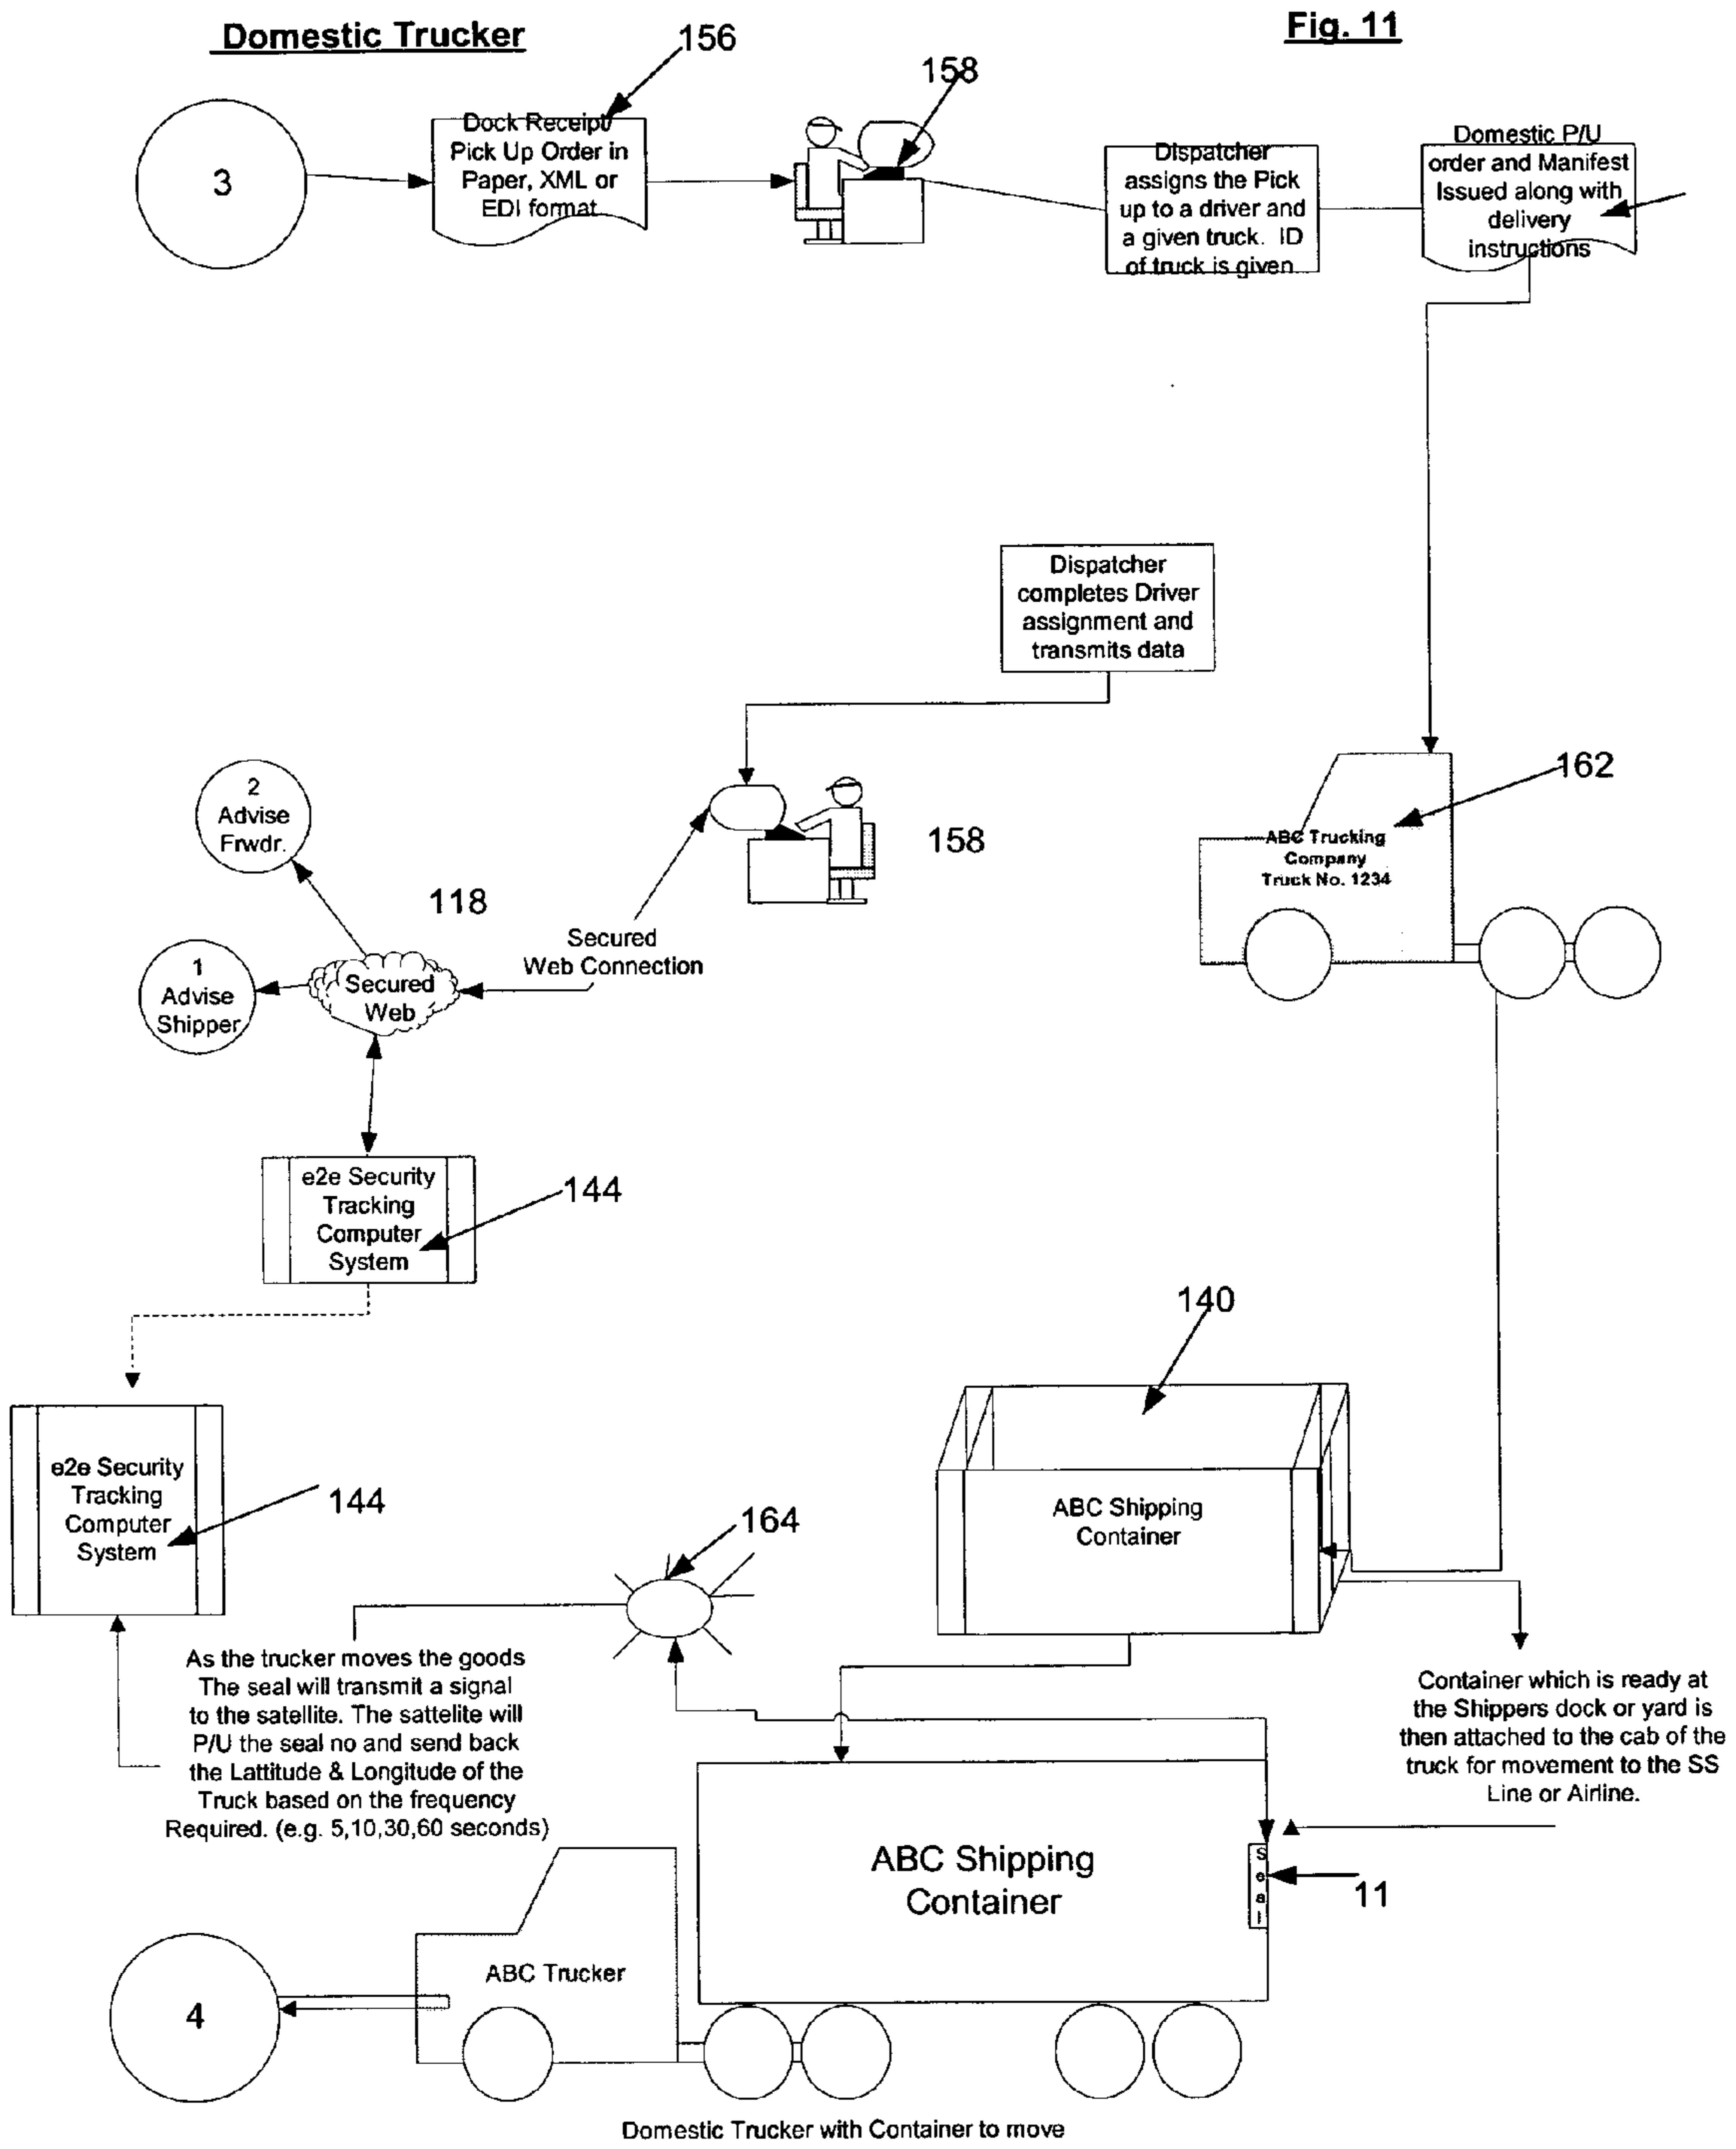 Domestic Trucker
Fig. 11
156
158
3
Dock Receipt/
Pick Up Order in
Paper, XML or
EDI format
Dispatcher
assigns the Pick
up to a driver and
a given truck. ID
of truck is given
Domestic P/U
order and Manifest
Issued along with
delivery
instructions
Dispatcher
completes Driver
assignment and
transmits data
162
ABC Trucking
Company
Truck No. 1234
2
Advise
Frwdr.
158
118
Secured
Web Connection
1
Advise
Shipper
Secured
Web
e2e Security
Tracking
Computer
System
144
140
e2e Security
Tracking
Computer
System
144
164
ABC Shipping
Container
As the trucker moves the goods
The seal will transmit a signal
to the satellite. The sattelite will
P/U the seal no and send back
the Lattitude & Longitude of the
Truck based on the frequency
Required. (e.g. 5,10,30,60 seconds)
Container which is ready at
the Shippers dock or yard is
then attached to the cab of the
truck for movement to the SS
Line or Airline.
ABC Shipping
Container
Seal
11
ABC Trucker
4
Domestic Trucker with Container to move